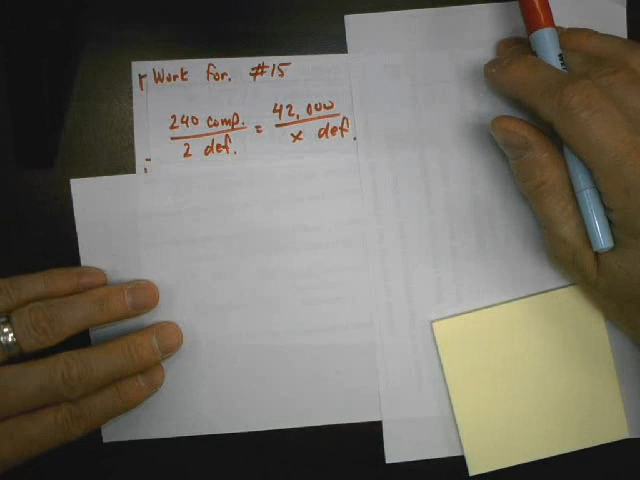 Work for. #15
240 comp. = 42,000
2 def. x def.